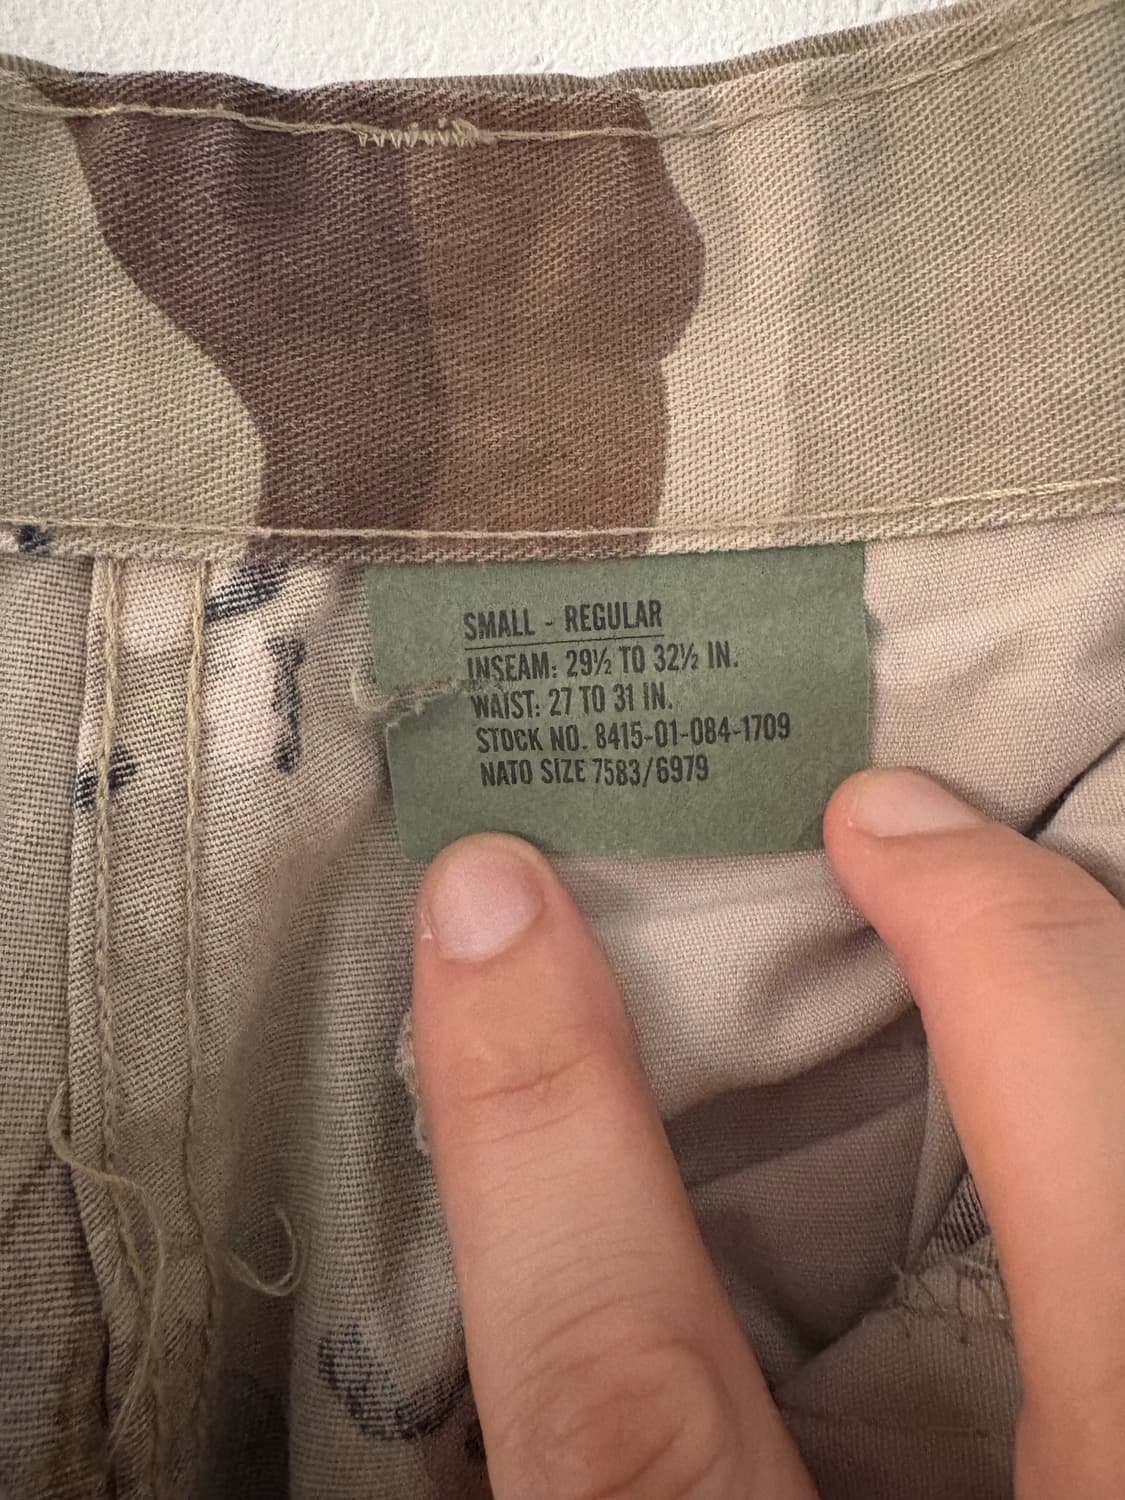 SMALL - REGULAR
INSEAM: 29½ TO 32½ IN.
WAIST: 27 TO 31 IN.
STOCK NO. 8415-01-084-1709
NATO SIZE 7583/6979